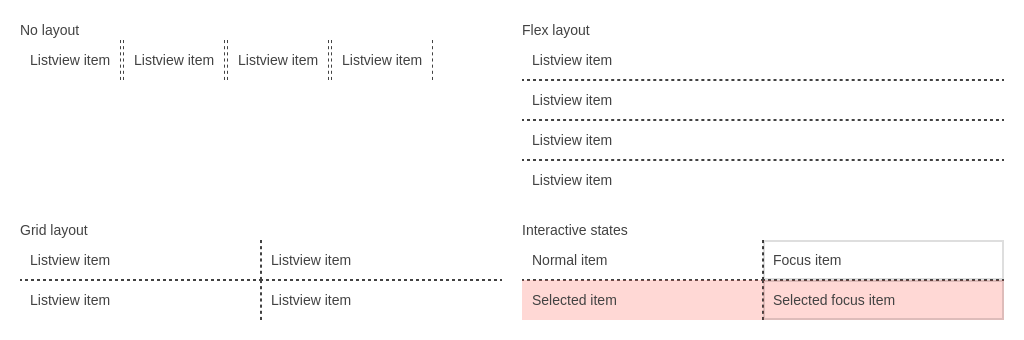 No layout
Listview item Listview item Listview item Listview item
Flex layout
Listview item
Listview item
Listview item
Listview item
Grid layout
Listview item Listview item
Listview item Listview item
Interactive states
Normal item Focus item
Selected item Selected focus item